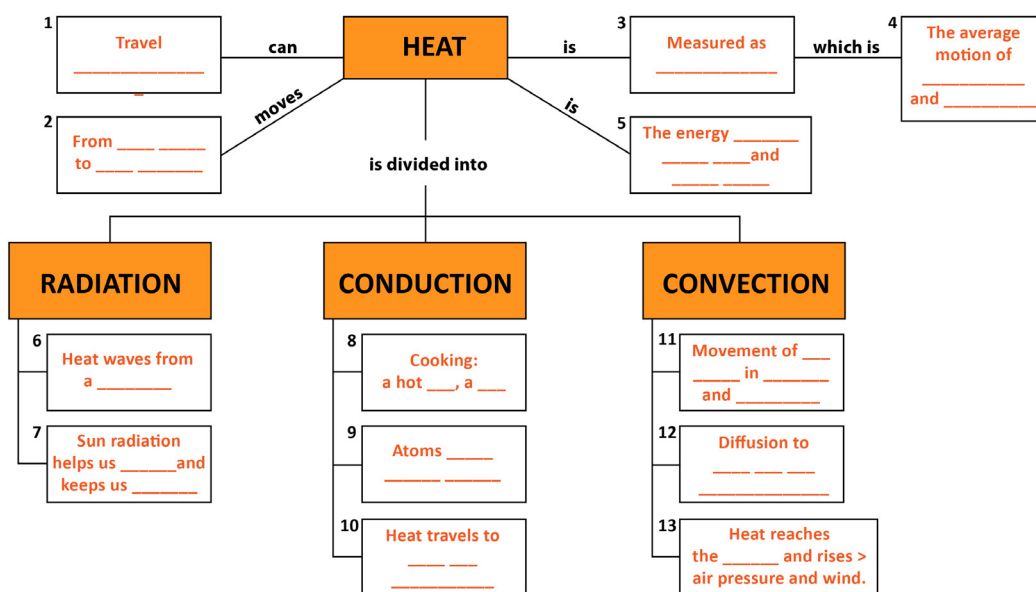 1
Travel
______________
_
can
HEAT
is
3
Measured as
_____________
which is
4
The average
motion of
___________
and __________
2
From ____ _____
to ____ _______
moves
is
5
The energy _______
_____ ____and
_____ _____
is divided into
RADIATION
CONDUCTION
CONVECTION
6
Heat waves from
a ________
7
Sun radiation
helps us ______and
keeps us _______
8
Cooking:
a hot ___, a ___
9
Atoms _____
______ ______
10
Heat travels to
____ ___
___________
11
Movement of ___
_____ in _______
and _________
12
Diffusion to
____ ___ ___
______________
13
Heat reaches
the ______ and rises >
air pressure and wind.